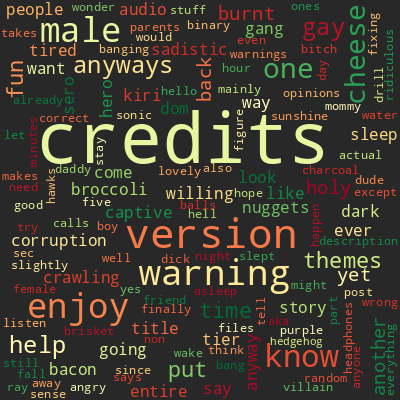 people wonder audio stuff burnt binary ones
takes male parents would gang even gay cheese fixing
tired banging sadistic warnings bitch
fun want anyways back hour one day drill ridiculous
already sero hero kiri hello dom mainly way opinions mommy
let minutes correct sonic figure sunshine water
credits
stay sleep
makes daddy come lovely also look charcoal actual
need hawks broccoli willing hope like holy dude except
good five balls nuggets dark
try calls boy captive hell happen ever description
corruption version themes
sec well dick night slept yet
slightly crawling warning might post wrong
female yes asleep
enjoy friend time tell story part
listen finally aka purple headphones another everything
help brisket title files hedgehog know anyone
non tier anyway
still going wake think
fall bacon since put bang random
ray away angry says say villain
sense entire